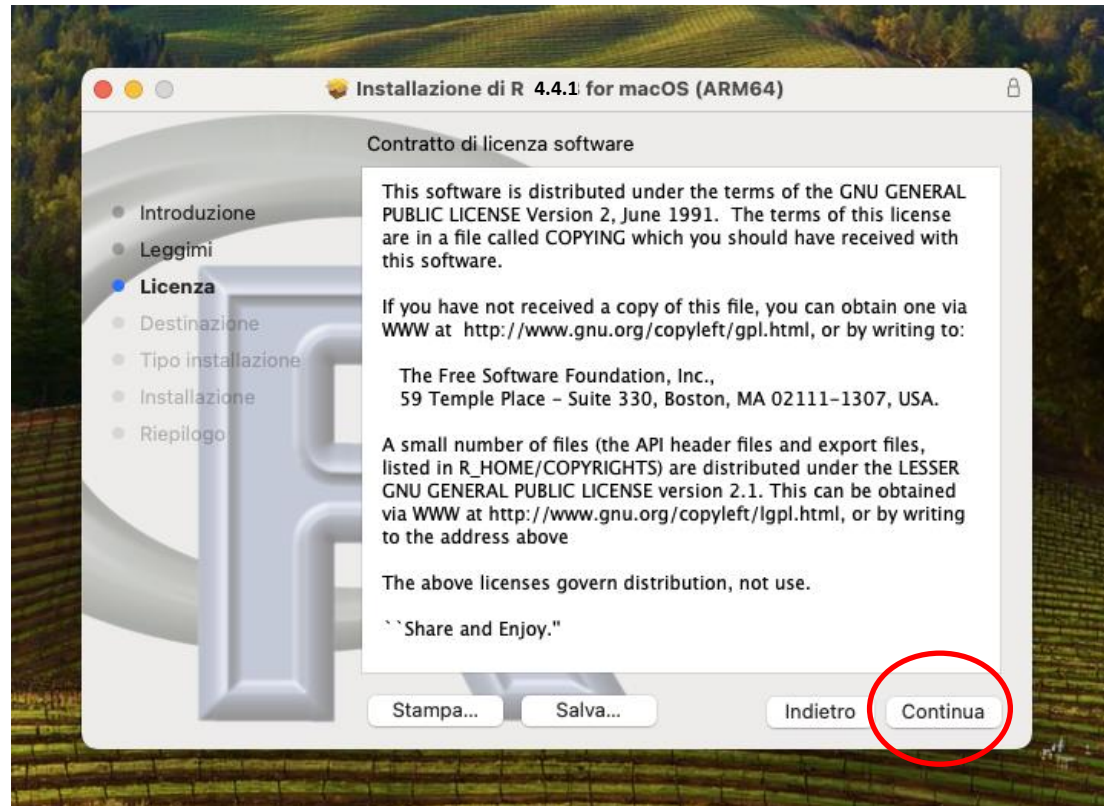 Installazione di R 4.4.1 for macOS (ARM64)
Contratto di licenza software
Introduzione
Leggimi
Licenza
Destinazione
Tipo installazione
Installazione
Riepilogo
This software is distributed under the terms of the GNU GENERAL
PUBLIC LICENSE Version 2, June 1991.  The terms of this license
are in a file called COPYING which you should have received with
this software.
If you have not received a copy of this file, you can obtain one via
WWW at  http://www.gnu.org/copyleft/gpl.html, or by writing to:
The Free Software Foundation, Inc.,
59 Temple Place – Suite 330, Boston, MA 02111–1307, USA.
A small number of files (the API header files and export files,
listed in R_HOME/COPYRIGHTS) are distributed under the LESSER
GNU GENERAL PUBLIC LICENSE version 2.1. This can be obtained
via WWW at http://www.gnu.org/copyleft/lgpl.html, or by writing
to the address above
The above licenses govern distribution, not use.
``Share and Enjoy."
Stampa... Salva... Indietro Continua